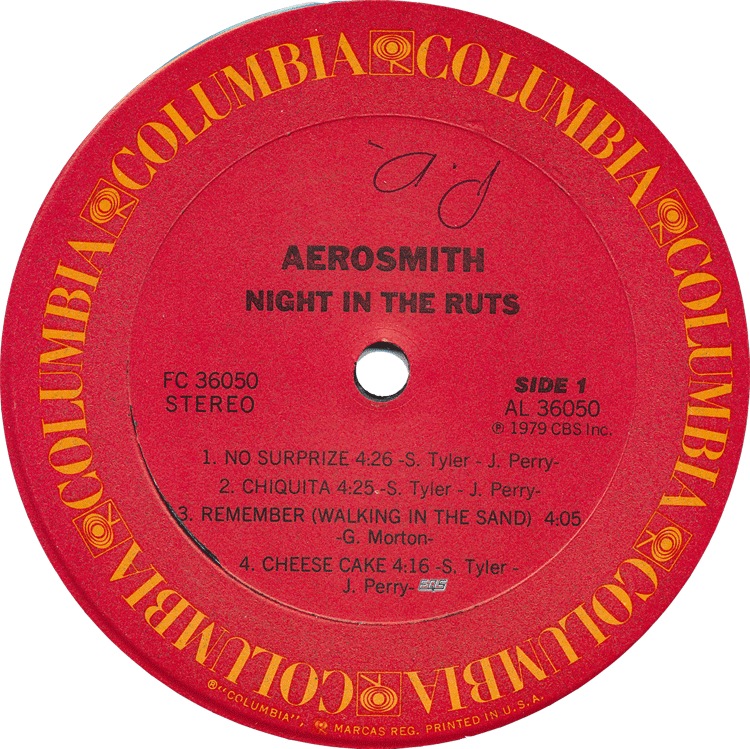 COLUMBIA COLUMBIA COLUMBIA COLUMBIA COLUMBIA COLUMBIA COLUMBIA COLUMBIA
AEROSMITH
NIGHT IN THE RUTS
FC 36050
STEREO
SIDE 1
AL 36050
℗ 1979 CBS Inc.
1. NO SURPRIZE 4:26 -S. Tyler - J. Perry-
2. CHIQUITA 4:25 -S. Tyler - J. Perry-
3. REMEMBER (WALKING IN THE SAND) 4:05
-G. Morton-
4. CHEESE CAKE 4:16 -S. Tyler -
J. Perry-
®"COLUMBIA", MARCAS REG. PRINTED IN U.S.A.